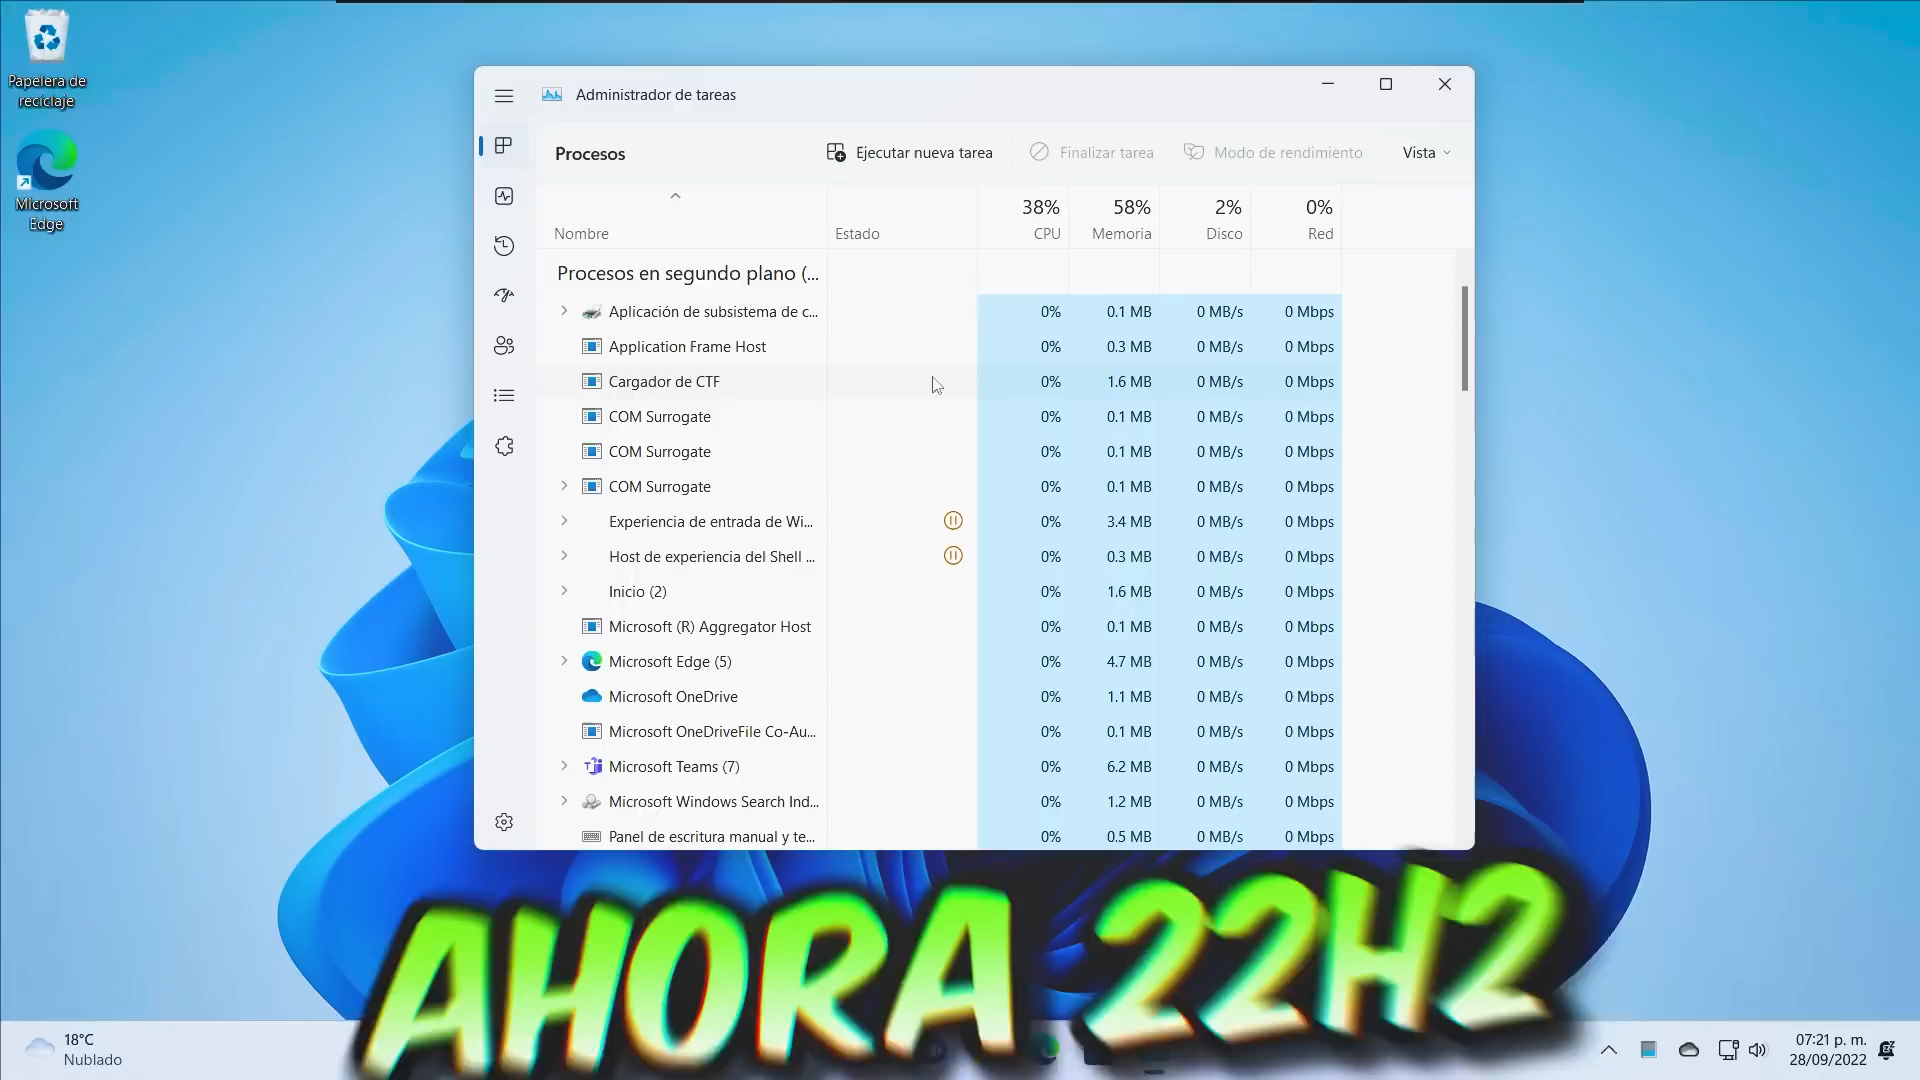 Papelera de
reciclaje
Microsoft
Edge
Administrador de tareas
Procesos
Ejecutar nueva tarea
Finalizar tarea
Modo de rendimiento
Vista
38% 58% 2% 0%
Nombre Estado CPU Memoria Disco Red
Procesos en segundo plano (...
Aplicación de subsistema de c... 0% 0.1 MB 0 MB/s 0 Mbps
Application Frame Host 0% 0.3 MB 0 MB/s 0 Mbps
Cargador de CTF 0% 1.6 MB 0 MB/s 0 Mbps
COM Surrogate 0% 0.1 MB 0 MB/s 0 Mbps
COM Surrogate 0% 0.1 MB 0 MB/s 0 Mbps
COM Surrogate 0% 0.1 MB 0 MB/s 0 Mbps
Experiencia de entrada de Wi... 0% 3.4 MB 0 MB/s 0 Mbps
Host de experiencia del Shell ... 0% 0.3 MB 0 MB/s 0 Mbps
Inicio (2) 0% 1.6 MB 0 MB/s 0 Mbps
Microsoft (R) Aggregator Host 0% 0.1 MB 0 MB/s 0 Mbps
Microsoft Edge (5) 0% 4.7 MB 0 MB/s 0 Mbps
Microsoft OneDrive 0% 1.1 MB 0 MB/s 0 Mbps
Microsoft OneDriveFile Co-Au... 0% 0.1 MB 0 MB/s 0 Mbps
Microsoft Teams (7) 0% 6.2 MB 0 MB/s 0 Mbps
Microsoft Windows Search Ind... 0% 1.2 MB 0 MB/s 0 Mbps
Panel de escritura manual y te... 0% 0.5 MB 0 MB/s 0 Mbps
AHORA 22H2
18°C
Nublado
07:21 p. m.
28/09/2022